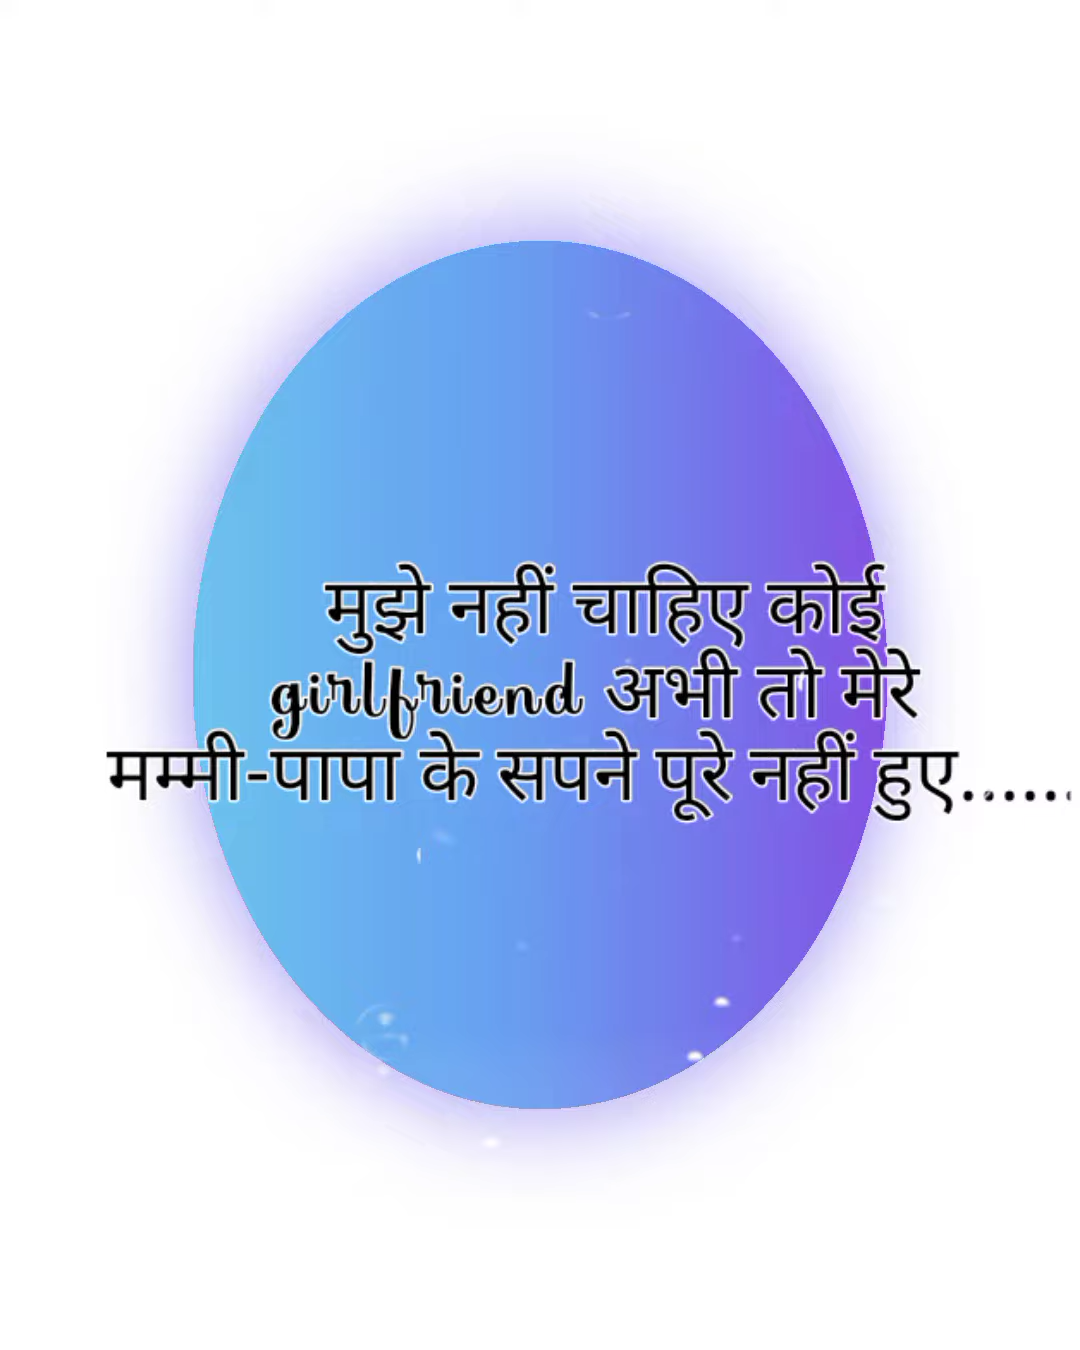 मुझे नहीं चाहिए कोई
girlfriend अभी तो मेरे
मम्मी-पापा के सपने पूरे नहीं हुए......